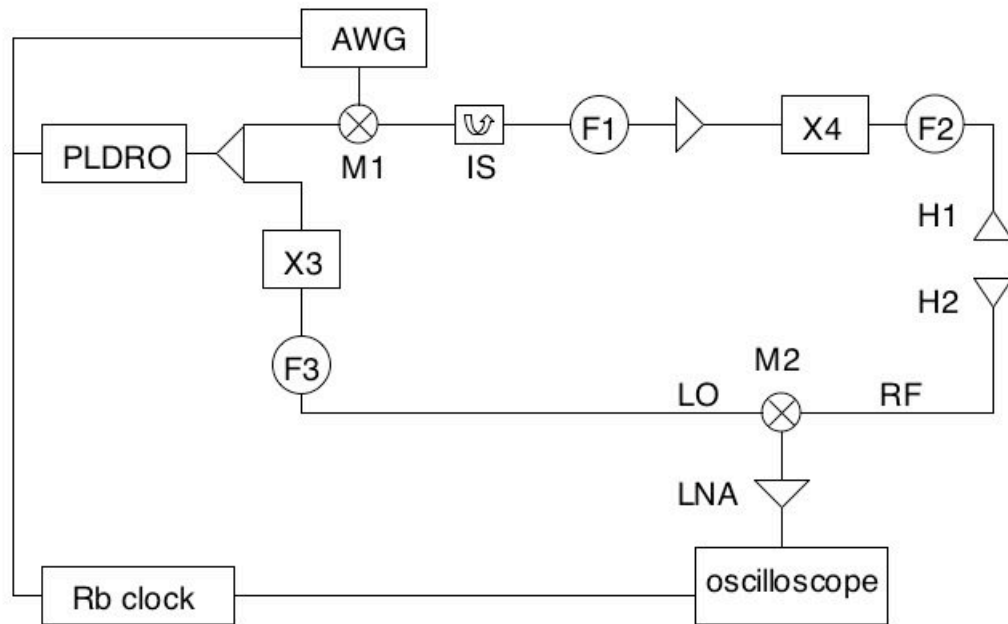 AWG
PLDRO
M1
IS
F1
X4
F2
H1
X3
H2
F3
M2
LO
RF
LNA
Rb clock
oscilloscope